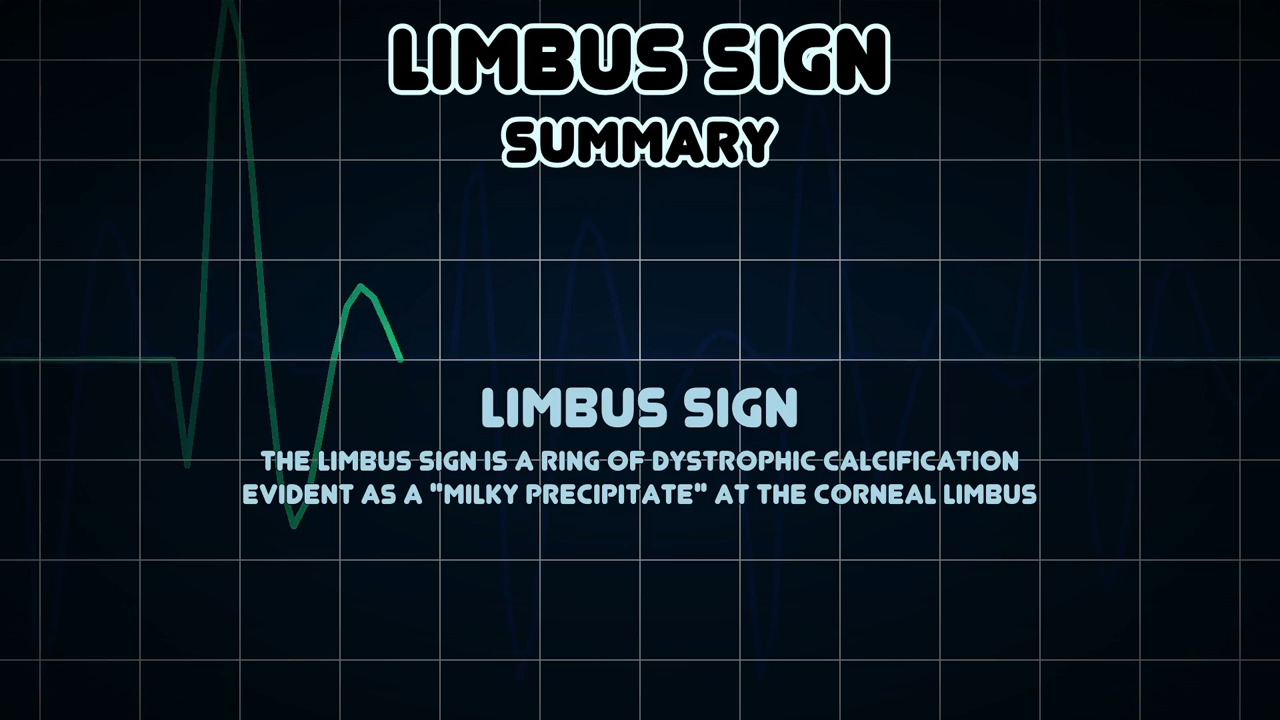 LIMBUS SIGN
SUMMARY
LIMBUS SIGN
THE LIMBUS SIGN IS A RING OF DYSTROPHIC CALCIFICATION
EVIDENT AS A "MILKY PRECIPITATE" AT THE CORNEAL LIMBUS